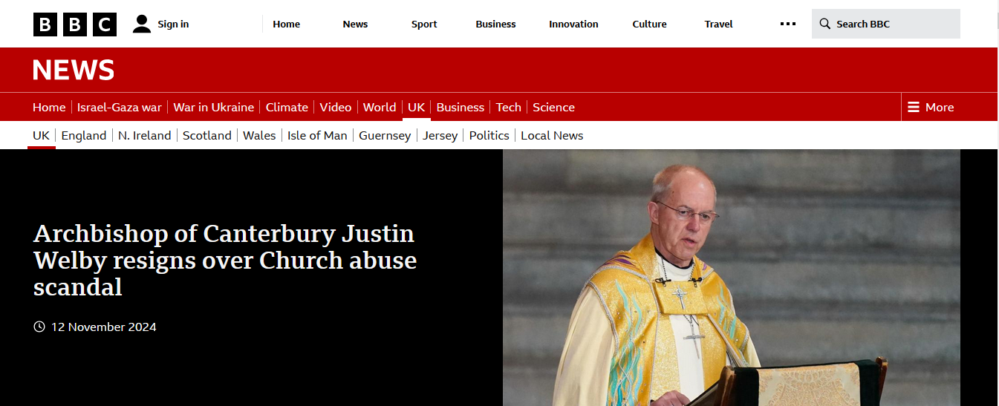 BBC Sign in Home News Sport Business Innovation Culture Travel Search BBC
NEWS
Home Israel-Gaza war War in Ukraine Climate Video World UK Business Tech Science More
UK England N. Ireland Scotland Wales Isle of Man Guernsey Jersey Politics Local News
Archbishop of Canterbury Justin
Welby resigns over Church abuse
scandal
12 November 2024